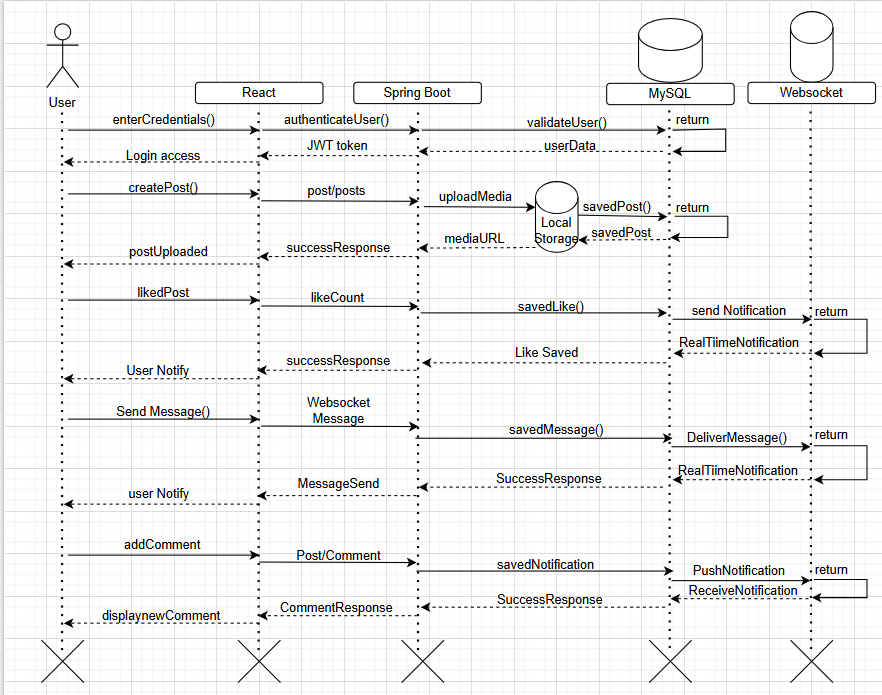 User
React
Spring Boot
MySQL
Websocket
enterCredentials()
authenticateUser()
validateUser()
return
Login access
JWT token
userData
createPost()
post/posts
uploadMedia
Local
Storage
savedPost()
return
postUploaded
successResponse
mediaURL
savedPost
likedPost
likeCount
savedLike()
send Notification
return
User Notify
successResponse
Like Saved
RealTiimeNotification
Send Message()
Websocket
Message
savedMessage()
DeliverMessage()
return
user Notify
MessageSend
SuccessResponse
RealTiimeNotification
addComment
Post/Comment
savedNotification
PushNotification
return
displaynewComment
CommentResponse
SuccessResponse
ReceiveNotification